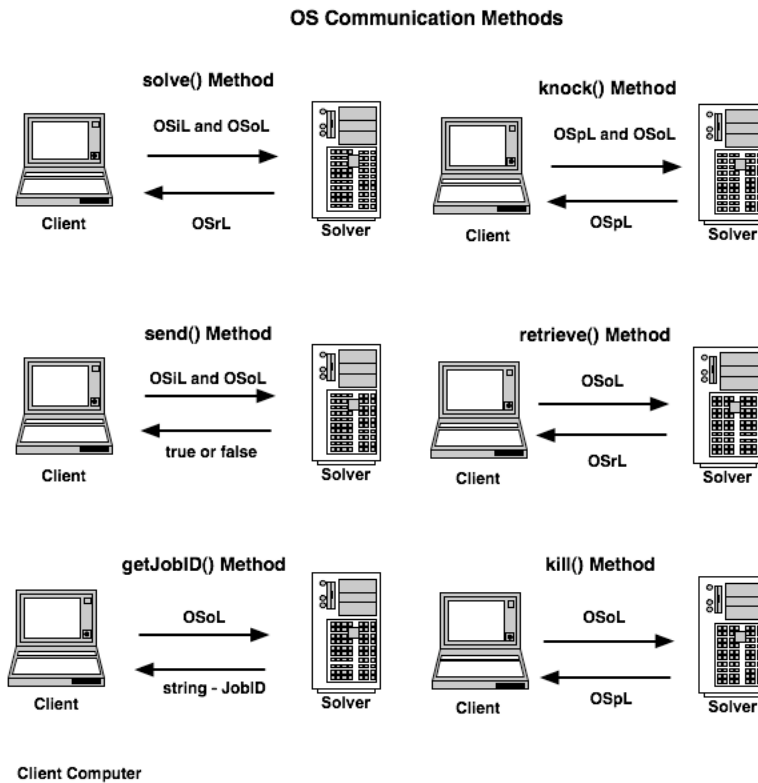 OS Communication Methods
solve() Method
OSiL and OSoL
OSrL
Client
Solver
knock() Method
OSpL and OSoL
OSpL
Client
Solver
send() Method
OSiL and OSoL
true or false
Client
Solver
retrieve() Method
OSoL
OSrL
Client
Solver
getJobID() Method
OSoL
string - JobID
Client
Solver
kill() Method
OSoL
OSpL
Client
Solver
Client Computer